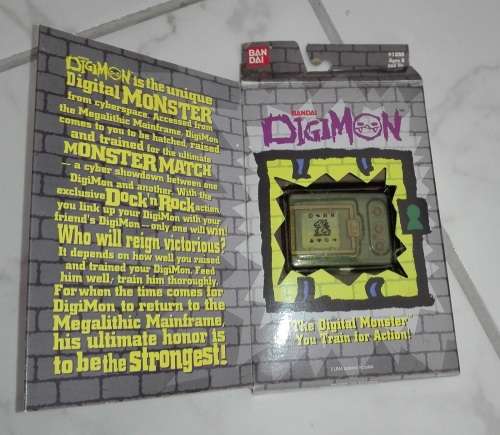 DIGIMON is the unique
Digital MONSTER
from cyberspace. Accessed from
the Megalithic Mainframe, DigiMon
comes to you to be hatched, raised
and trained for the ultimate
MONSTER MATCH
— a cyber showdown between one
DigiMon and another. With the
exclusive Dock'n Rock action,
you link up your DigiMon with your
friend's DigiMon — only one will win!
Who will reign victorious?
It depends on how well you raised
and trained your DigiMon. Feed
him well, train him thoroughly.
For when the time comes for
DigiMon to return to the
Megalithic Mainframe,
his ultimate honor is
to be the strongest!
BAN
DAI
Ages 8
BANDAI
DIGIMON
TM
The Digital Monster
You Train for Action!